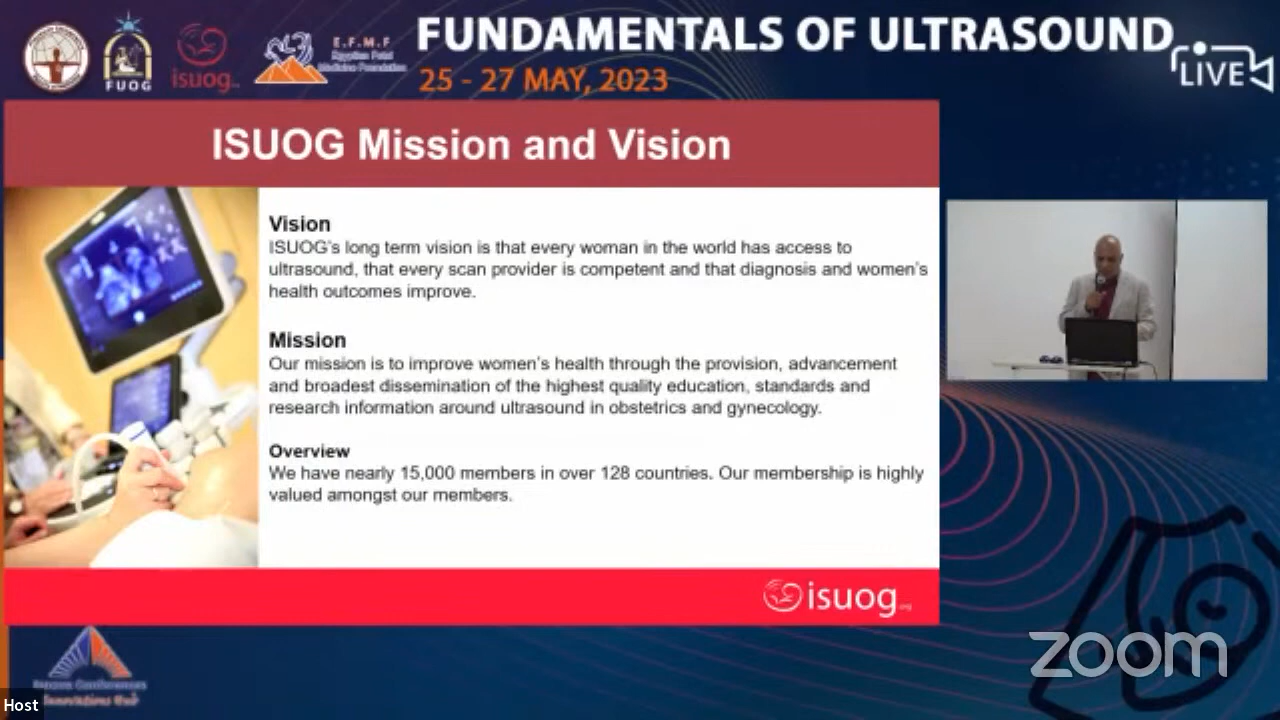 FUNDAMENTALS OF ULTRASOUND
25 - 27 MAY, 2023
LIVE
FUOG
isuog
E.F.M.F
Egyptian Fetal
Medicine Foundation
ISUOG Mission and Vision
Vision
ISUOG's long term vision is that every woman in the world has access to
ultrasound, that every scan provider is competent and that diagnosis and women's
health outcomes improve.
Mission
Our mission is to improve women's health through the provision, advancement
and broadest dissemination of the highest quality education, standards and
research information around ultrasound in obstetrics and gynecology.
Overview
We have nearly 15,000 members in over 128 countries. Our membership is highly
valued amongst our members.
isuog.org
zoom
Host